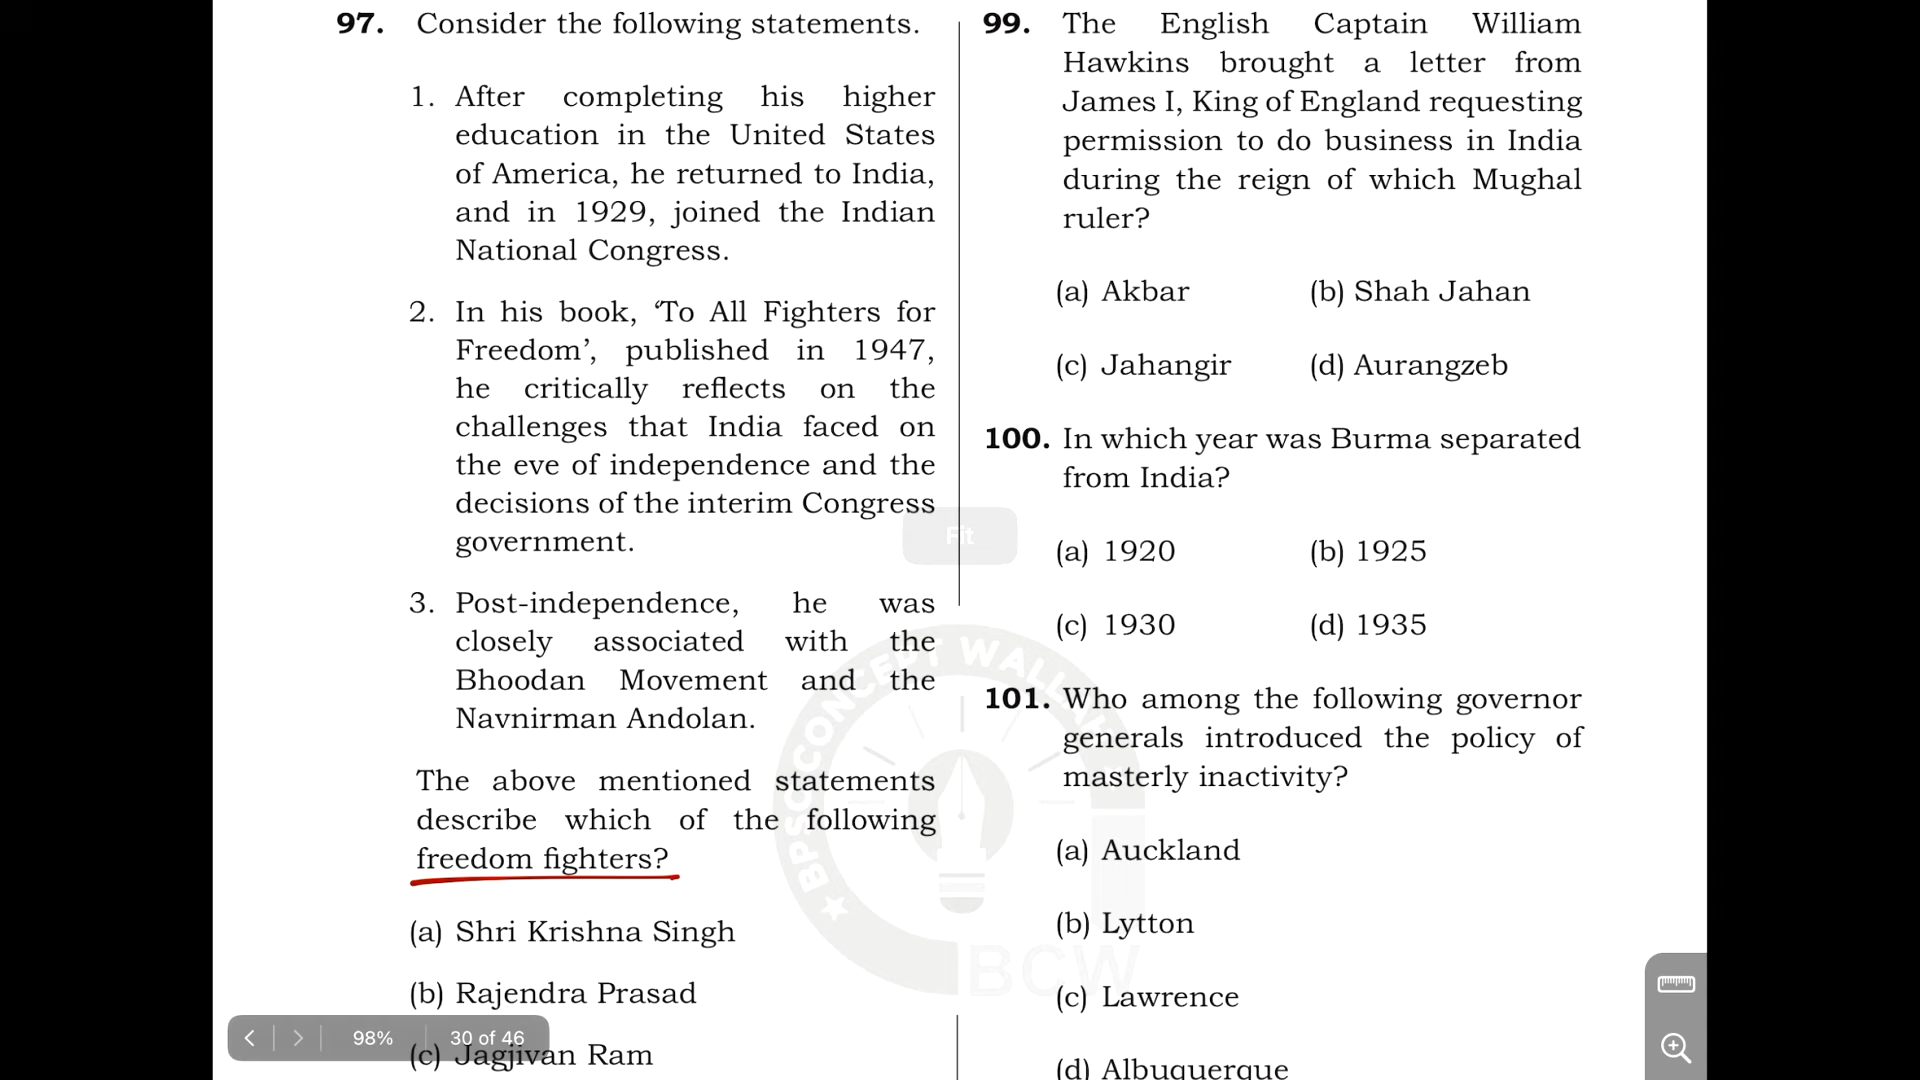 97. Consider the following statements.
1. After completing his higher
education in the United States
of America, he returned to India,
and in 1929, joined the Indian
National Congress.
2. In his book, ‘To All Fighters for
Freedom’, published in 1947,
he critically reflects on the
challenges that India faced on
the eve of independence and the
decisions of the interim Congress
government.
3. Post-independence, he was
closely associated with the
Bhoodan Movement and the
Navnirman Andolan.
The above mentioned statements
describe which of the following
freedom fighters?
(a) Shri Krishna Singh
(b) Rajendra Prasad
(c) Jagjivan Ram
99. The English Captain William
Hawkins brought a letter from
James I, King of England requesting
permission to do business in India
during the reign of which Mughal
ruler?
(a) Akbar (b) Shah Jahan
(c) Jahangir (d) Aurangzeb
100. In which year was Burma separated
from India?
(a) 1920 (b) 1925
(c) 1930 (d) 1935
101. Who among the following governor
generals introduced the policy of
masterly inactivity?
(a) Auckland
(b) Lytton
(c) Lawrence
(d) Albuquerque
Fit
BPSC CONCEPT WALLAH
BCW
98% 30 of 46